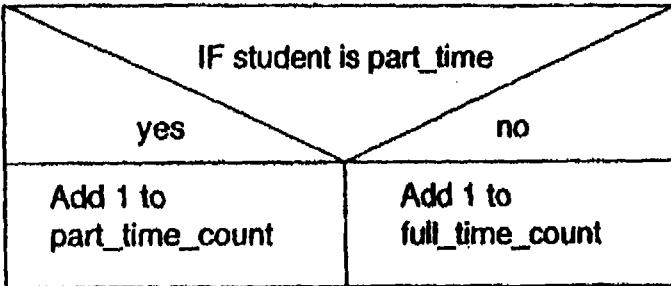 IF student is part_time
yes
no
Add 1 to
part_time_count
Add 1 to
full_time_count